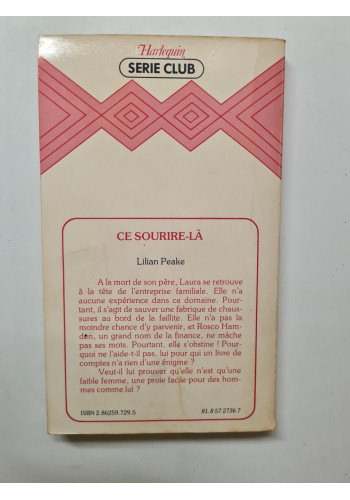 Harlequin
SERIE CLUB
CE SOURIRE-LÀ
Lilian Peake
A la mort de son père, Laura se retrouve
à la tête de l'entreprise familiale. Elle n'a
aucune expérience dans ce domaine. Pour-
tant, il s'agit de sauver une fabrique de chaus-
sures au bord de la faillite. Elle n'a pas la
moindre chance d'y parvenir, et Rosco Ham-
den, un grand nom de la finance, ne mâche
pas ses mots. Pourtant, elle s'obstine ! Pour-
quoi ne l'aide-t-il pas, lui pour qui un livre de
comptes n'a rien d'une énigme ?
Veut-il lui prouver qu'elle n'est qu'une
faible femme, une proie facile pour des hom-
mes comme lui ?
ISBN 2.86259.729.5
81.8 57 2736 7